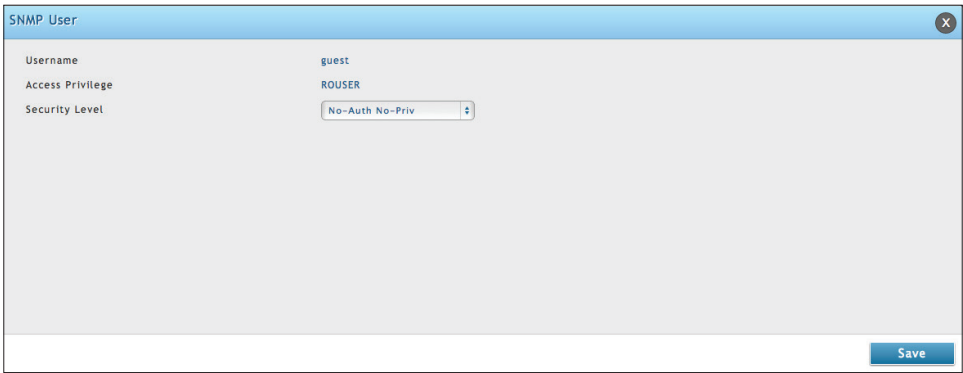 SNMP User
X
Username guest
Access Privilege ROUSER
Security Level No-Auth No-Priv
Save